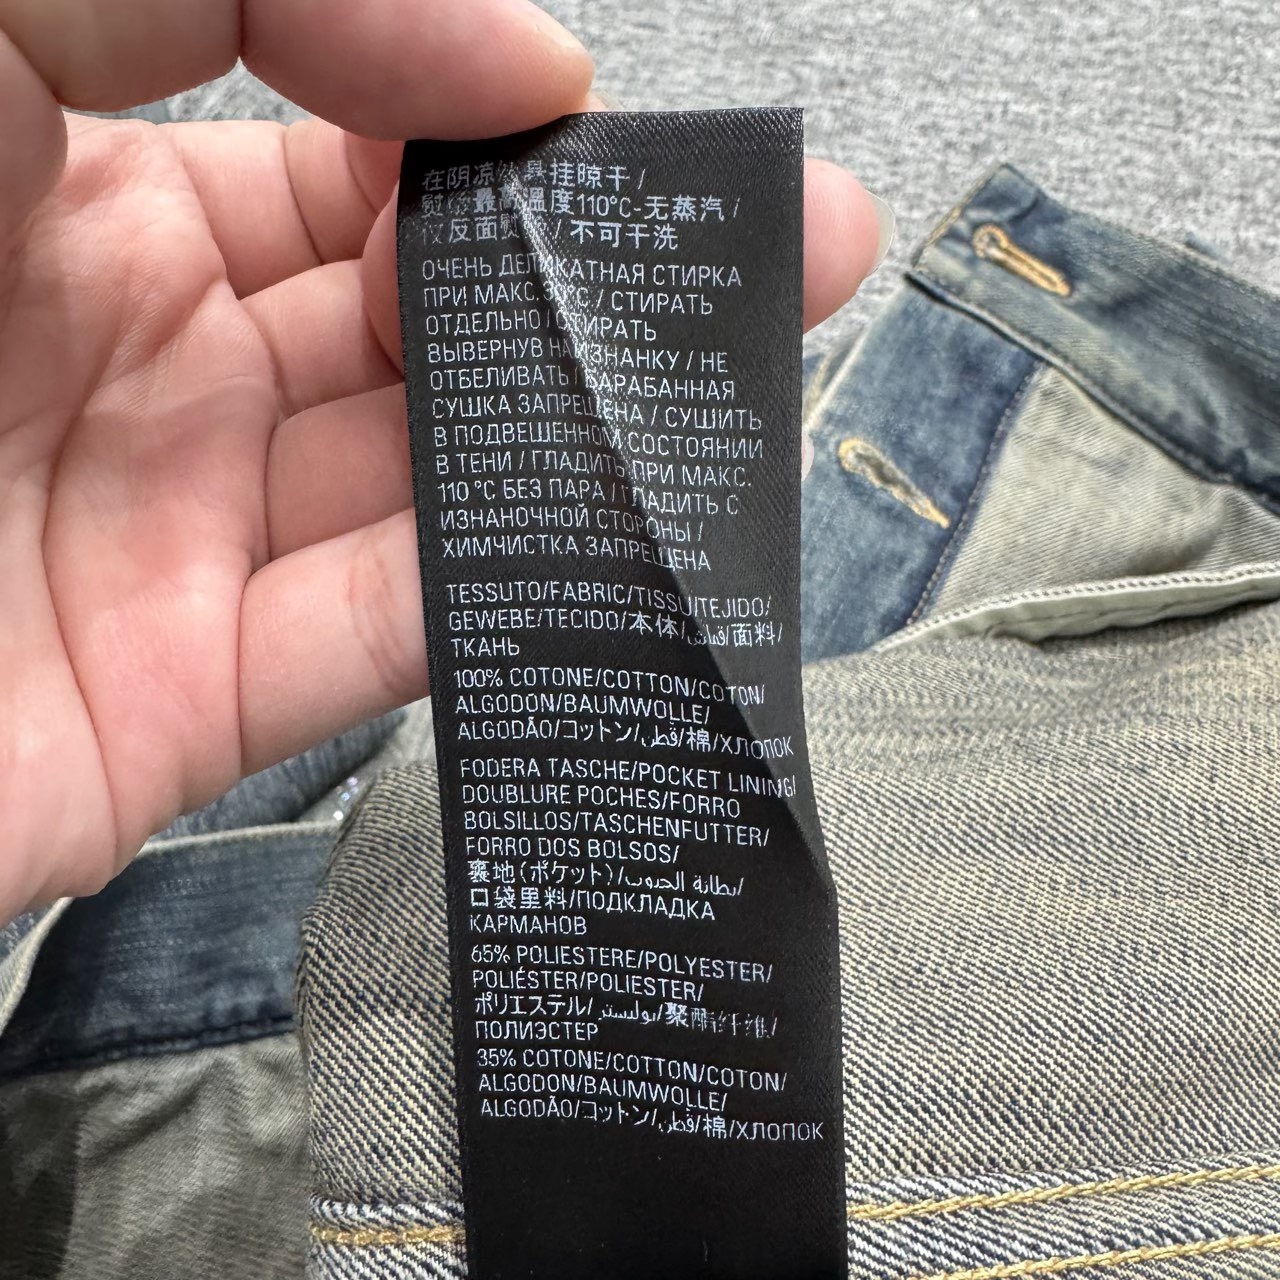 在阴凉处悬挂晾干 /
熨烫最高温度110°C-无蒸汽 /
仅反面熨烫 / 不可干洗
ОЧЕНЬ ДЕЛИКАТНАЯ СТИРКА
ПРИ МАКС. 30°C / СТИРАТЬ
ОТДЕЛЬНО / СТИРАТЬ
ВЫВЕРНУВ НАИЗНАНКУ / НЕ
ОТБЕЛИВАТЬ / БАРАБАННАЯ
СУШКА ЗАПРЕЩЕНА / СУШИТЬ
В ПОДВЕШЕННОМ СОСТОЯНИИ
В ТЕНИ / ГЛАДИТЬ ПРИ МАКС.
110 °C БЕЗ ПАРА / ГЛАДИТЬ С
ИЗНАНОЧНОЙ СТОРОНЫ /
ХИМЧИСТКА ЗАПРЕЩЕНА
TESSUTO/FABRIC/TISSU/TEJIDO/
GEWEBE/TECIDO/本体/قماش/面料/
ТКАНЬ
100% COTONE/COTTON/COTON/
ALGODON/BAUMWOLLE/
ALGODÃO/コットン/قطن/棉/ХЛОПОК
FODERA TASCHE/POCKET LINING/
DOUBLURE POCHES/FORRO
BOLSILLOS/TASCHENFUTTER/
FORRO DOS BOLSOS/
裏地(ポケット)/بطانة الجيوب/
口袋里料/ПОДКЛАДКА
КАРМАНОВ
65% POLIESTERE/POLYESTER/
POLIÉSTER/POLIESTER/
ポリエステル/بوليستر/聚酯纤维/
ПОЛИЭСТЕР
35% COTONE/COTTON/COTON/
ALGODON/BAUMWOLLE/
ALGODÃO/コットン/قطن/棉/ХЛОПОК